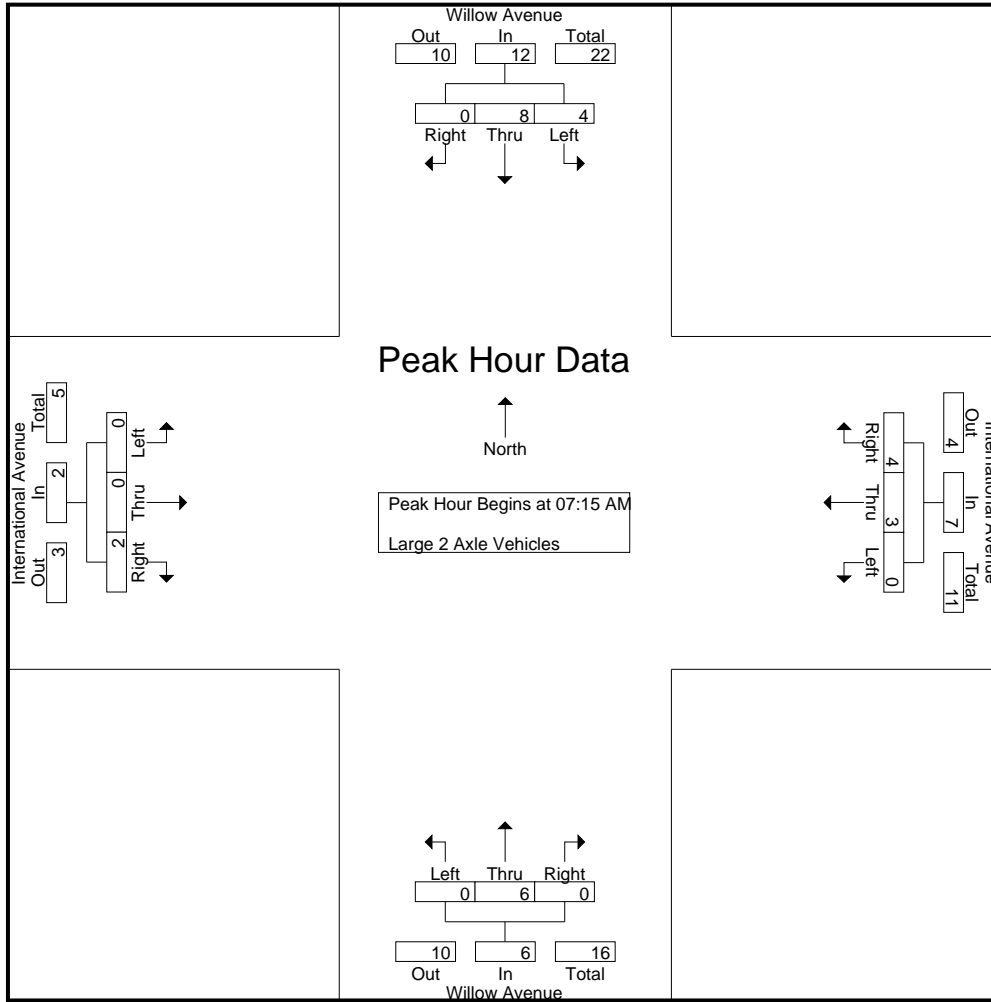 Willow Avenue
Out In Total
10 12 22
0 8 4
Right Thru Left
Peak Hour Data
North
Peak Hour Begins at 07:15 AM
Large 2 Axle Vehicles
International Avenue
Total In Out
5 2 3
0 0 2
Left Thru Right
International Avenue
Out In Total
4 7 11
4 3 0
Right Thru Left
Left Thru Right
0 6 0
10 6 16
Out In Total
Willow Avenue